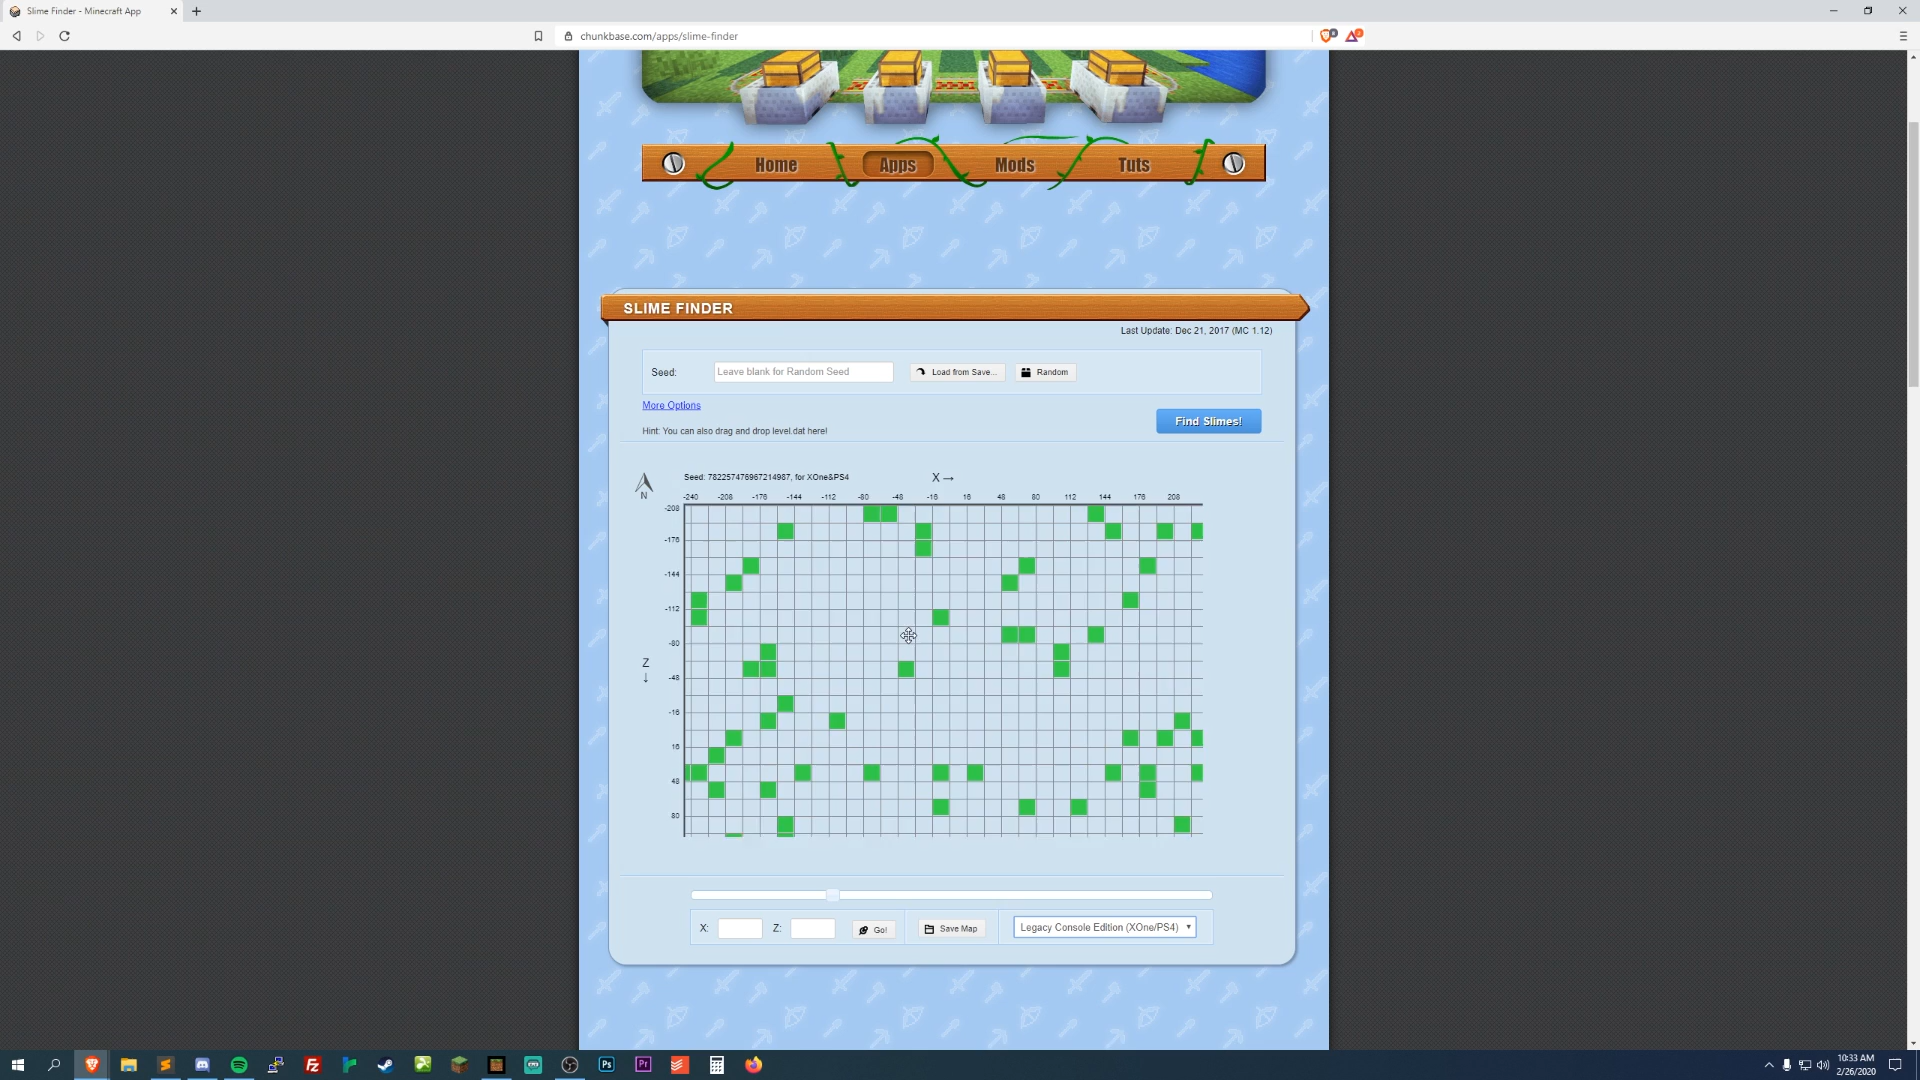 Slime Finder - Minecraft App
chunkbase.com/apps/slime-finder
Home Apps Mods Tuts
SLIME FINDER
Last Update: Dec 21, 2017 (MC 1.12)
Seed: Leave blank for Random Seed Load from Save... Random
More Options
Find Slimes!
Hint: You can also drag and drop level.dat here!
Seed: 782257476967214987, for XOne&PS4 X →
N
-240 -208 -176 -144 -112 -80 -48 -16 16 48 80 112 144 176 208
-208
-176
-144
-112
-80
Z
↓
-48
-16
16
48
80
X: Z: Go! Save Map Legacy Console Edition (XOne/PS4)
Ps Pr
10:33 AM
2/26/2020